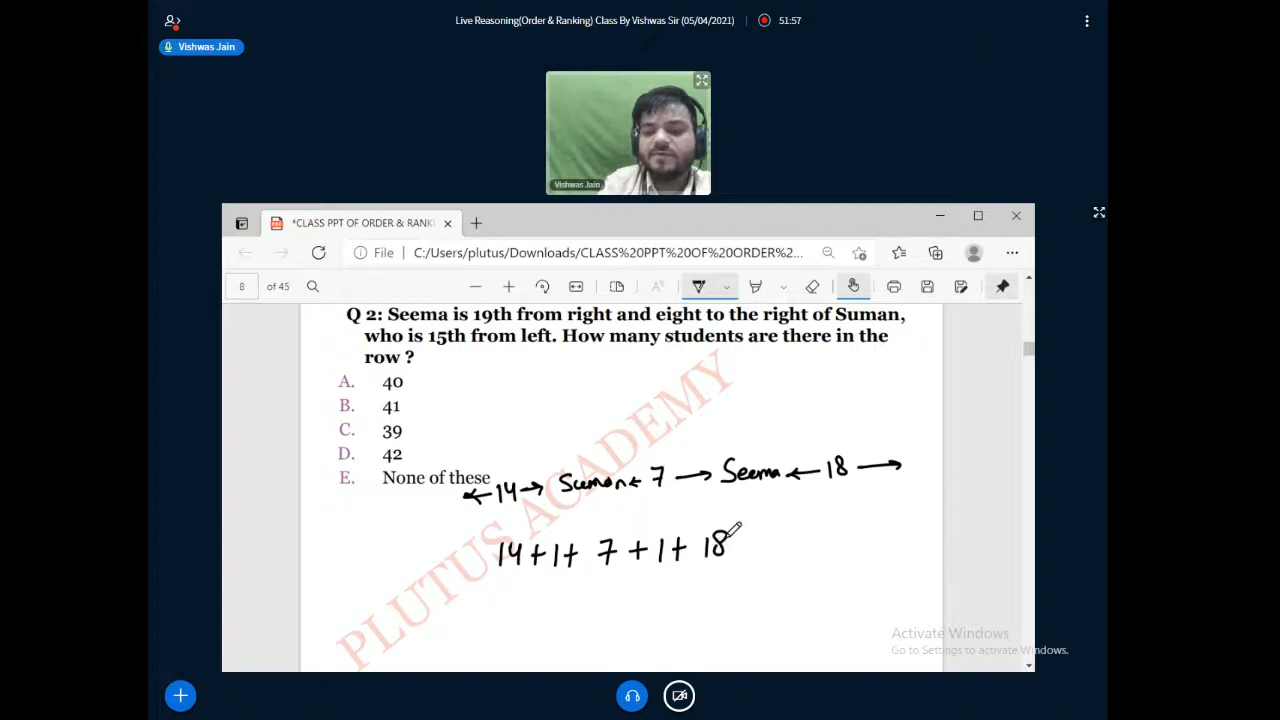 Live Reasoning(Order & Ranking) Class By Vishwas Sir (05/04/2021)
51:57
Vishwas Jain
Vishwas Jain
*CLASS PPT OF ORDER & RANKI
File
C:/Users/plutus/Downloads/CLASS%20PPT%20OF%20ORDER%2...
8 of 45
Q 2: Seema is 19th from right and eight to the right of Suman,
who is 15th from left. How many students are there in the
row ?
A. 40
B. 41
C. 39
D. 42
E. None of these
14 Suman 7 Seema 18
14 + 1 + 7 + 1 + 18
PLUTUS ACADEMY
Activate Windows
Go to Settings to activate Windows.